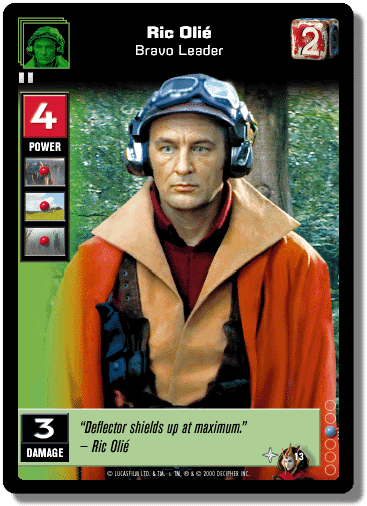 Ric Olié
Bravo Leader
2
4
POWER
3
DAMAGE
“Deflector shields up at maximum.”
– Ric Olié
13
© LUCASFILM LTD. & TM. ® & © 2000 DECIPHER INC.